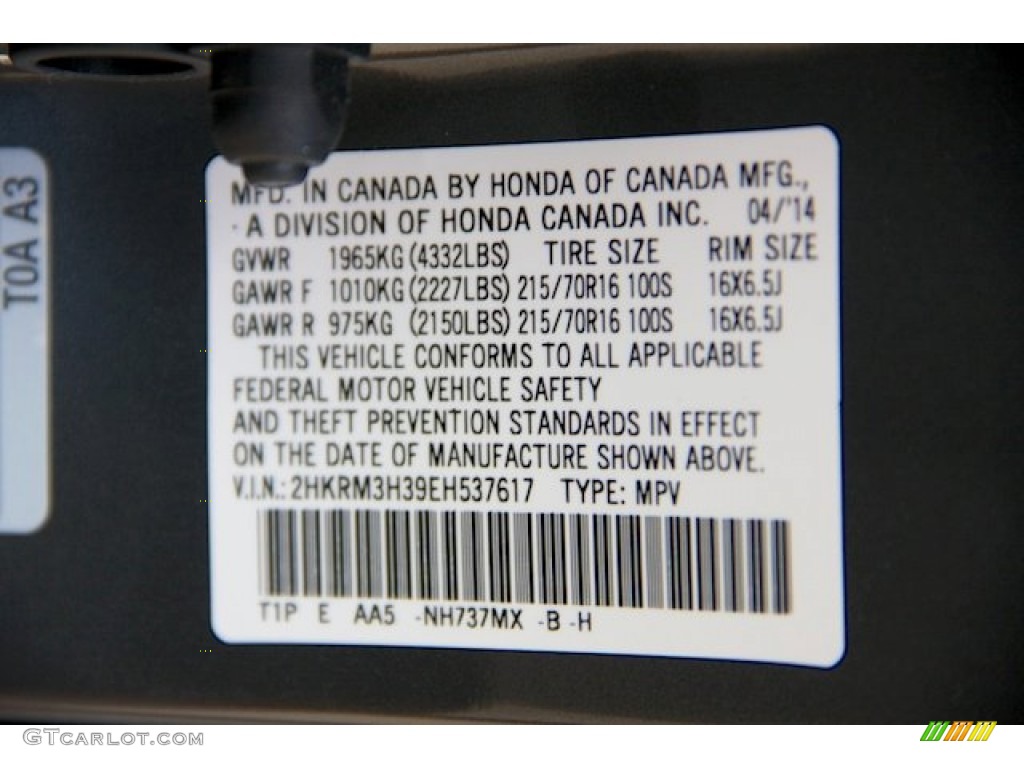 T0A A3
MFD. IN CANADA BY HONDA OF CANADA MFG.,
A DIVISION OF HONDA CANADA INC. 04/'14
GVWR 1965KG (4332LBS) TIRE SIZE RIM SIZE
GAWR F 1010KG (2227LBS) 215/70R16 100S 16X6.5J
GAWR R 975KG (2150LBS) 215/70R16 100S 16X6.5J
THIS VEHICLE CONFORMS TO ALL APPLICABLE
FEDERAL MOTOR VEHICLE SAFETY
AND THEFT PREVENTION STANDARDS IN EFFECT
ON THE DATE OF MANUFACTURE SHOWN ABOVE.
V.I.N.: 2HKRM3H39EH537617 TYPE: MPV
T1P E AA5 -NH737MX -B -H
GTCARLOT.COM